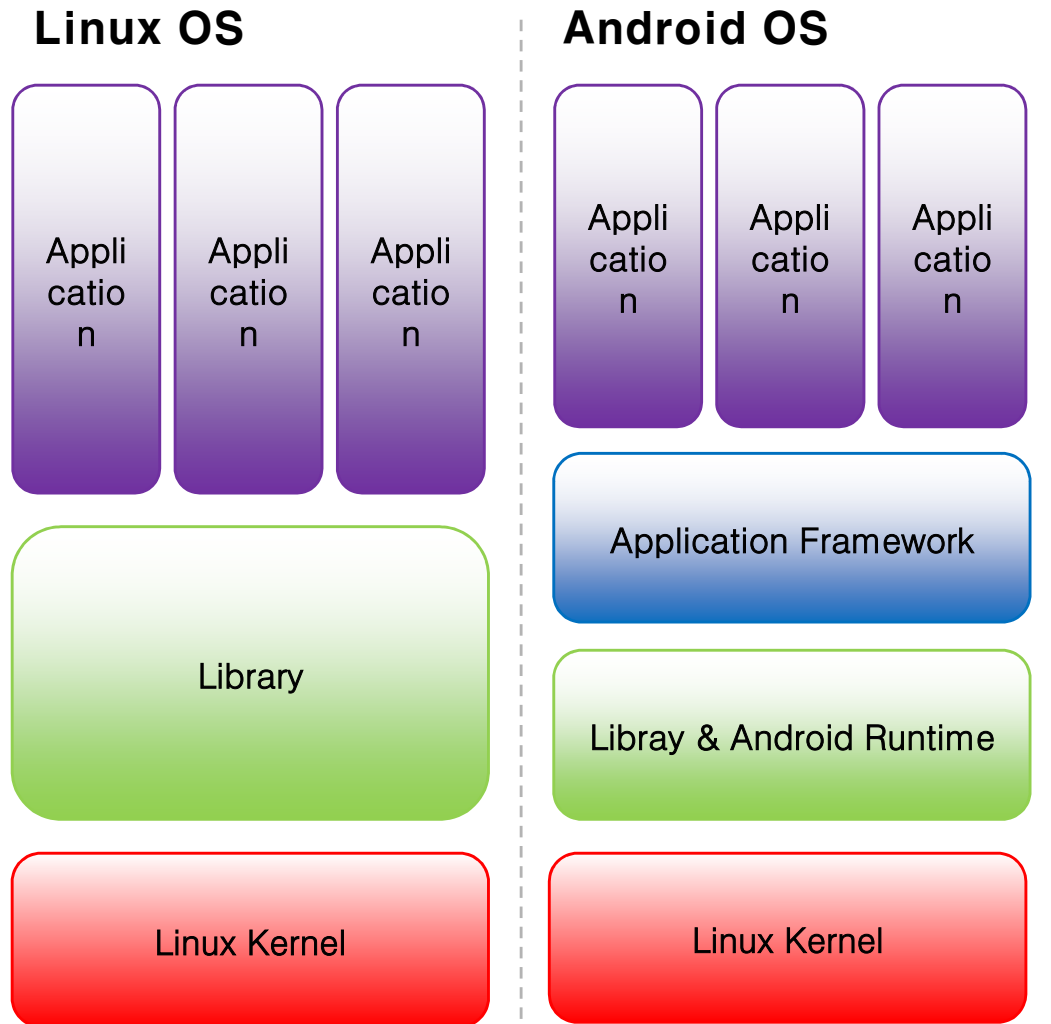 Linux OS
Appli
catio
n
Appli
catio
n
Appli
catio
n
Library
Linux Kernel
Android OS
Appli
catio
n
Appli
catio
n
Appli
catio
n
Application Framework
Libray & Android Runtime
Linux Kernel